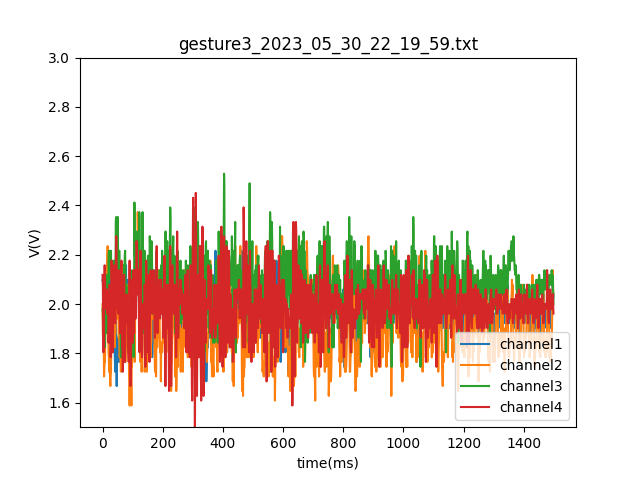 gesture3_2023_05_30_22_19_59.txt
3.0
2.8
2.6
2.4
2.2
2.0
1.8
1.6
V(V)
channel1
channel2
channel3
channel4
0 200 400 600 800 1000 1200 1400
time(ms)